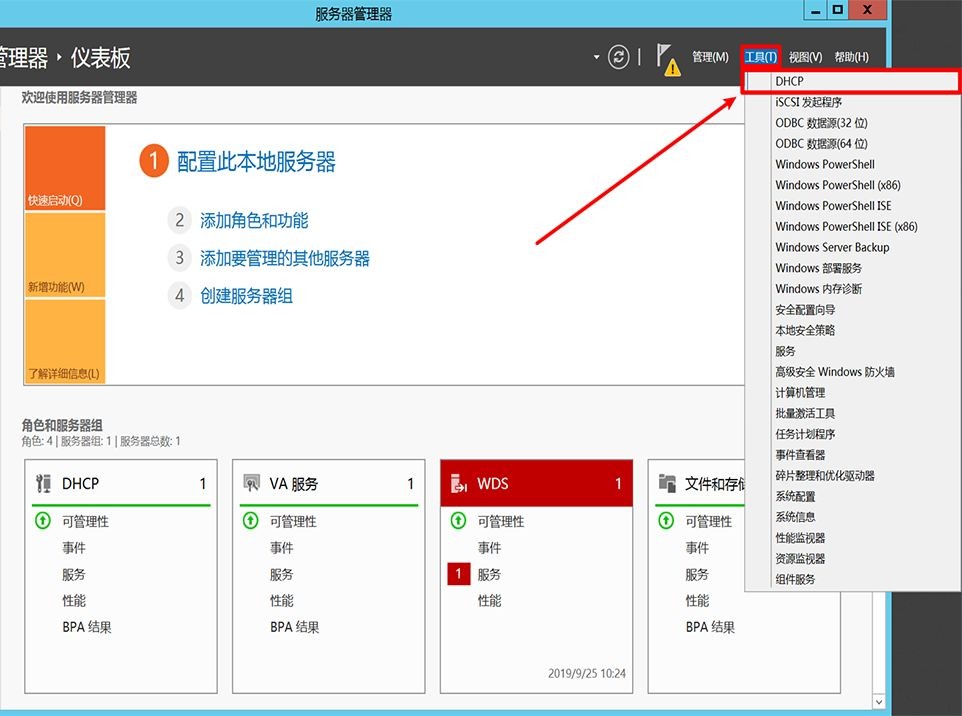 服务器管理器
管理器 · 仪表板
管理(M) 工具(T) 视图(V) 帮助(H)
欢迎使用服务器管理器
快速启动(Q)
新增功能(W)
了解详细信息(L)
1 配置此本地服务器
2 添加角色和功能
3 添加要管理的其他服务器
4 创建服务器组
DHCP
iSCSI 发起程序
ODBC 数据源(32 位)
ODBC 数据源(64 位)
Windows PowerShell
Windows PowerShell (x86)
Windows PowerShell ISE
Windows PowerShell ISE (x86)
Windows Server Backup
Windows 部署服务
Windows 内存诊断
安全配置向导
本地安全策略
服务
高级安全 Windows 防火墙
计算机管理
批量激活工具
任务计划程序
事件查看器
碎片整理和优化驱动器
系统配置
系统信息
性能监视器
资源监视器
组件服务
角色和服务器组
角色: 4 | 服务器组: 1 | 服务器总数: 1
DHCP 1
可管理性
事件
服务
性能
BPA 结果
VA 服务 1
可管理性
事件
服务
性能
BPA 结果
WDS 1
可管理性
事件
1 服务
性能
2019/9/25 10:24
文件和存储
可管理性
事件
服务
性能
BPA 结果